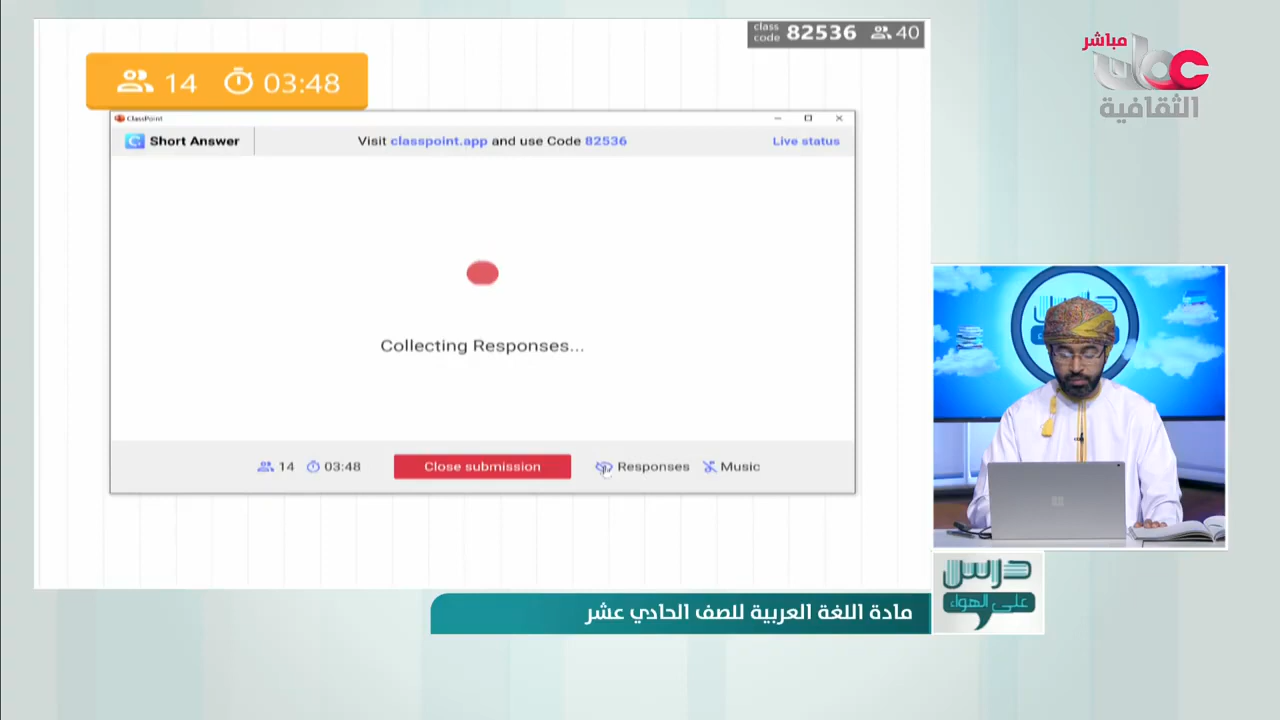 class code 82536 40
مباشر
عمان
الثقافية
14 03:48
ClassPoint
Short Answer
Visit classpoint.app and use Code 82536
Live status
Collecting Responses...
14 03:48
Close submission
Responses
Music
درس
على الهواء
مادة اللغة العربية للصف الحادي عشر